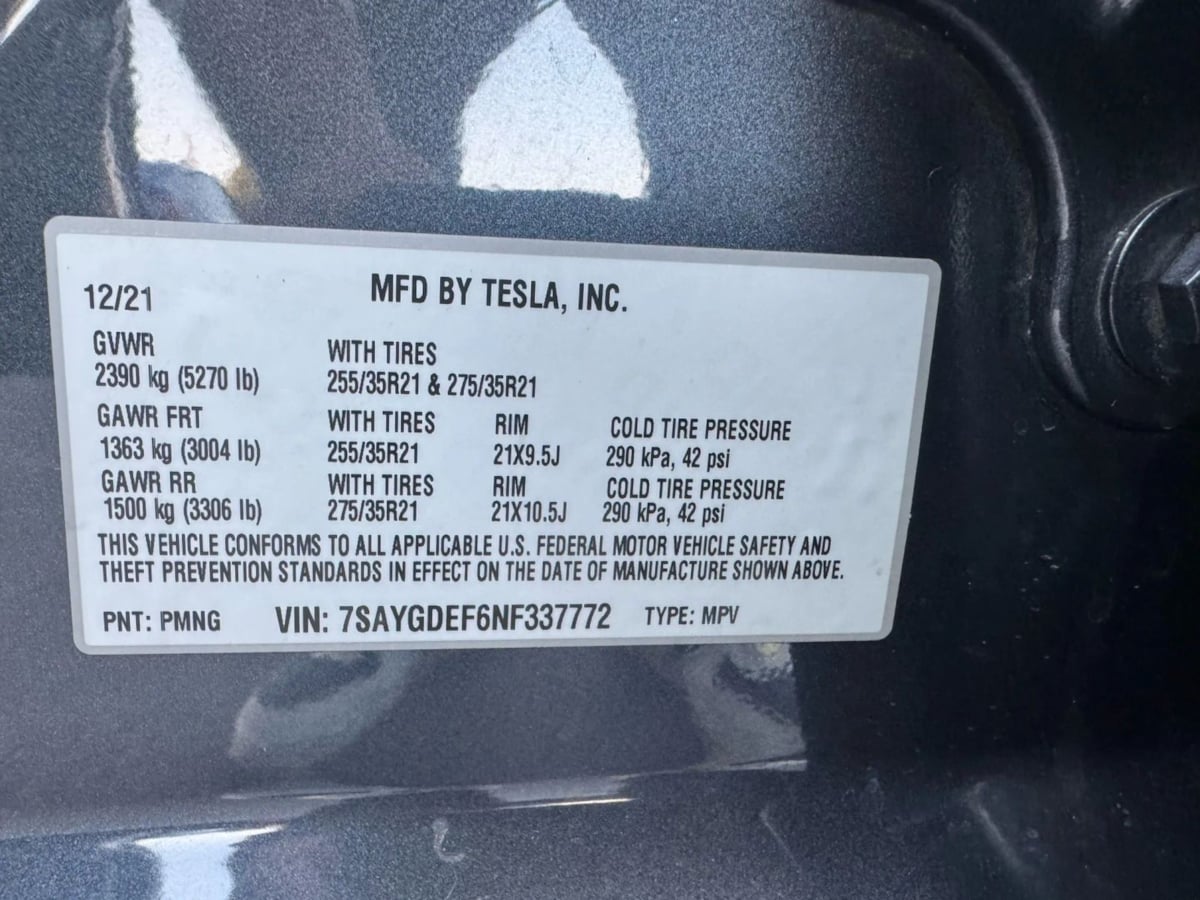 12/21 MFD BY TESLA, INC.
GVWR WITH TIRES
2390 kg (5270 lb) 255/35R21 & 275/35R21
GAWR FRT WITH TIRES RIM COLD TIRE PRESSURE
1363 kg (3004 lb) 255/35R21 21X9.5J 290 kPa, 42 psi
GAWR RR WITH TIRES RIM COLD TIRE PRESSURE
1500 kg (3306 lb) 275/35R21 21X10.5J 290 kPa, 42 psi
THIS VEHICLE CONFORMS TO ALL APPLICABLE U.S. FEDERAL MOTOR VEHICLE SAFETY AND
THEFT PREVENTION STANDARDS IN EFFECT ON THE DATE OF MANUFACTURE SHOWN ABOVE.
PNT: PMNG VIN: 7SAYGDEF6NF337772 TYPE: MPV